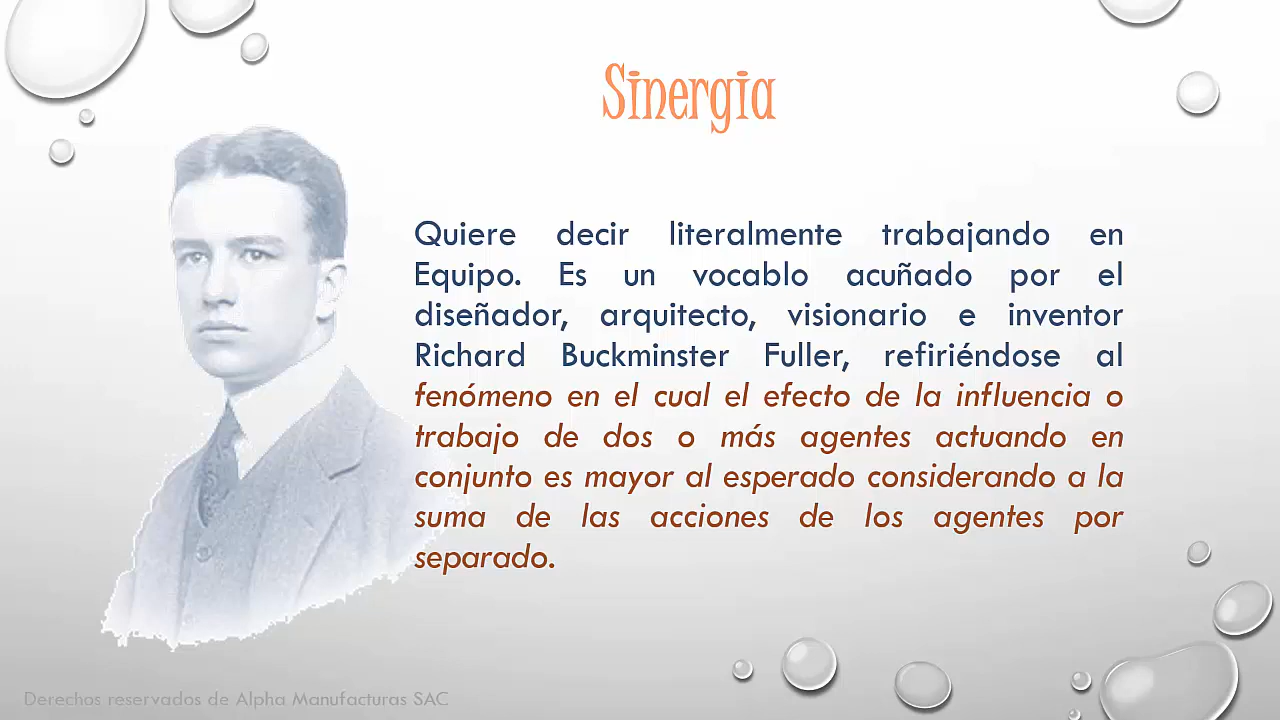 Sinergia
Quiere decir literalmente trabajando en
Equipo. Es un vocablo acuñado por el
diseñador, arquitecto, visionario e inventor
Richard Buckminster Fuller, refiriéndose al
fenómeno en el cual el efecto de la influencia o
trabajo de dos o más agentes actuando en
conjunto es mayor al esperado considerando a la
suma de las acciones de los agentes por
separado.
Derechos reservados de Alpha Manufacturas SAC